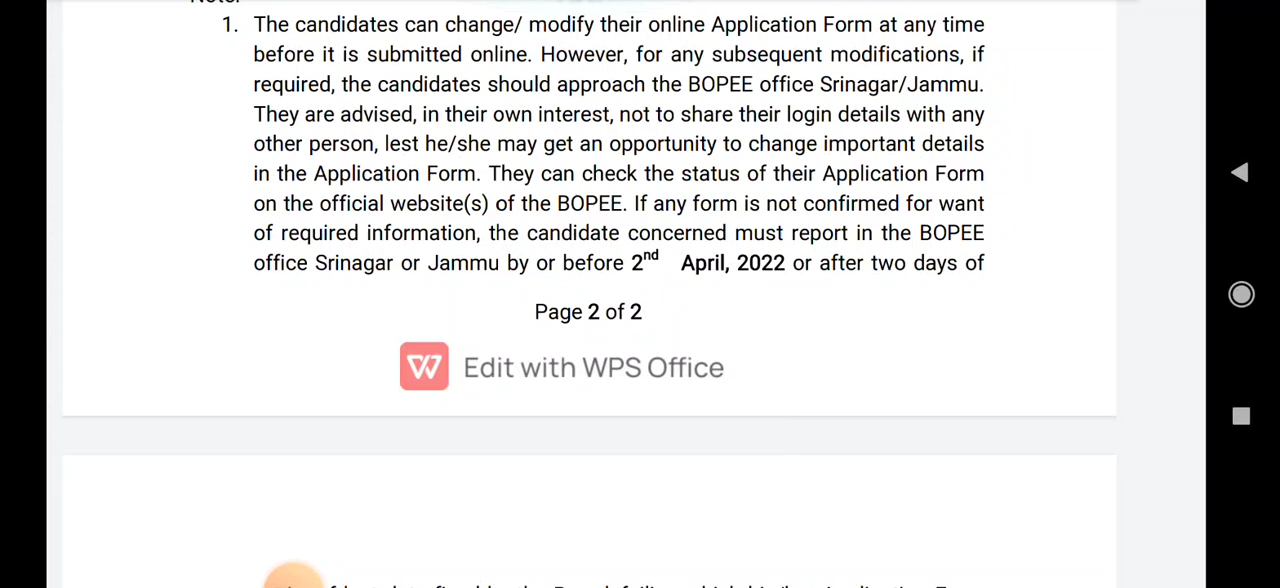 Note:
1. The candidates can change/ modify their online Application Form at any time
before it is submitted online. However, for any subsequent modifications, if
required, the candidates should approach the BOPEE office Srinagar/Jammu.
They are advised, in their own interest, not to share their login details with any
other person, lest he/she may get an opportunity to change important details
in the Application Form. They can check the status of their Application Form
on the official website(s) of the BOPEE. If any form is not confirmed for want
of required information, the candidate concerned must report in the BOPEE
office Srinagar or Jammu by or before 2nd April, 2022 or after two days of
Page 2 of 2
Edit with WPS Office